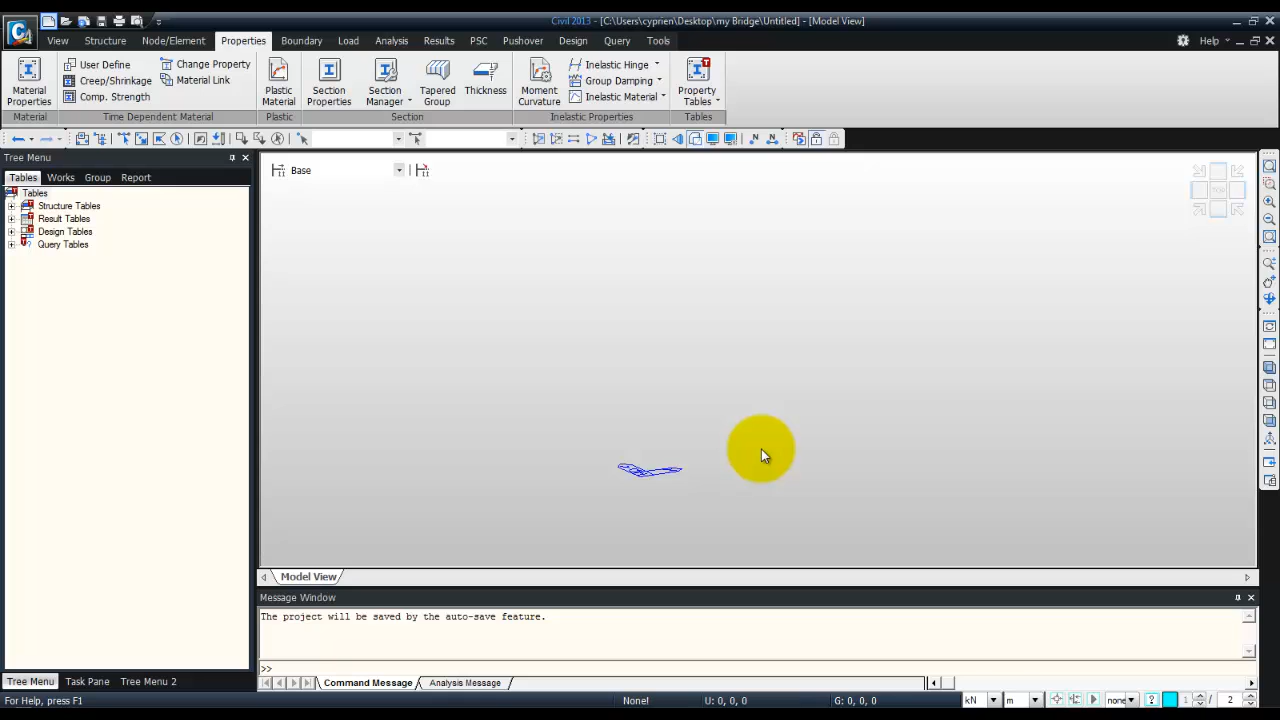 Civil 2013 - [C:\Users\cyprien\Desktop\my Bridge\Untitled] - [Model View]
View Structure Node/Element Properties Boundary Load Analysis Results PSC Pushover Design Query Tools Help
Material Properties
User Define
Creep/Shrinkage
Comp. Strength
Change Property
Material Link
Plastic Material
Section Properties
Section Manager
Tapered Group
Thickness
Moment Curvature
Inelastic Hinge
Group Damping
Inelastic Material
Property Tables
Material Time Dependent Material Plastic Section Inelastic Properties Tables
Tree Menu
Base
TOP
Tables Works Group Report
Tables
Structure Tables
Result Tables
Design Tables
Query Tables
Model View
Message Window
The project will be saved by the auto-save feature.
>>
Tree Menu Task Pane Tree Menu 2
Command Message Analysis Message
For Help, press F1 Nonel U: 0, 0, 0 G: 0, 0, 0 kN m none 1 / 2